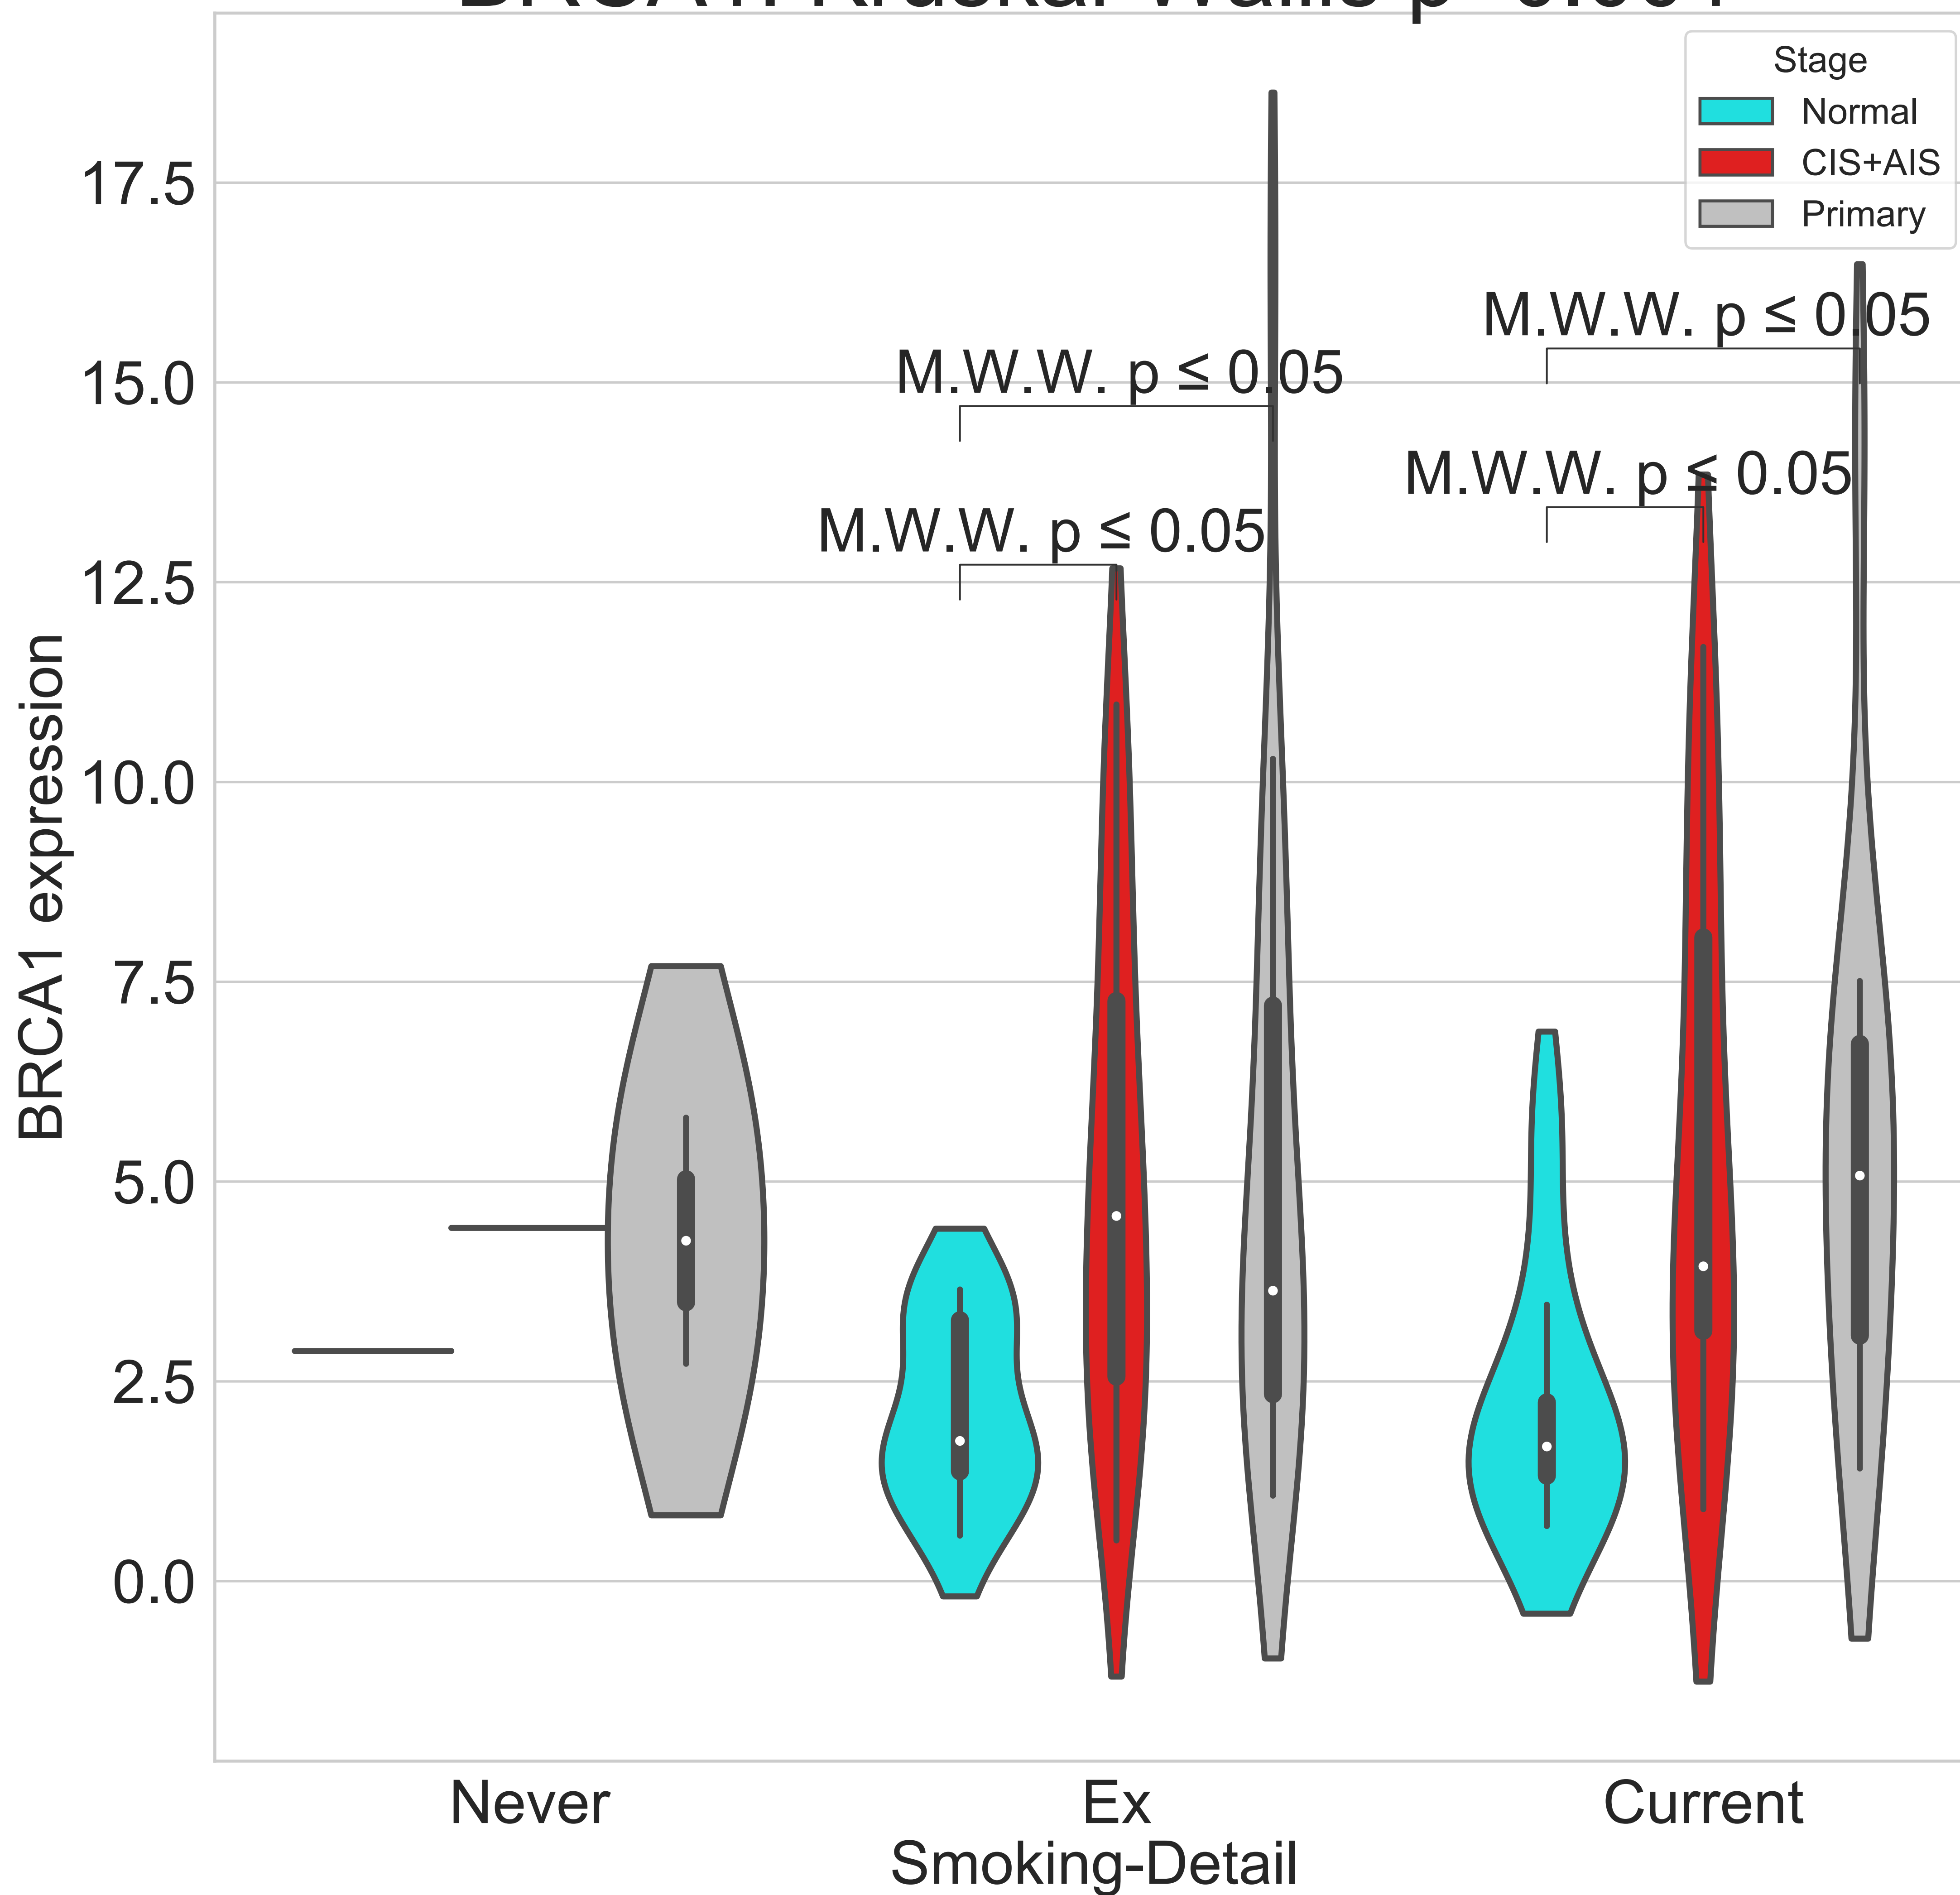 Stage
Normal
CIS+AIS
Primary
17.5
15.0
12.5
10.0
7.5
5.0
2.5
0.0
BRCA1 expression
M.W.W. p ≤ 0.05
M.W.W. p ≤ 0.05
M.W.W. p ≤ 0.05
M.W.W. p ≤ 0.05
Never
Ex
Current
Smoking-Detail